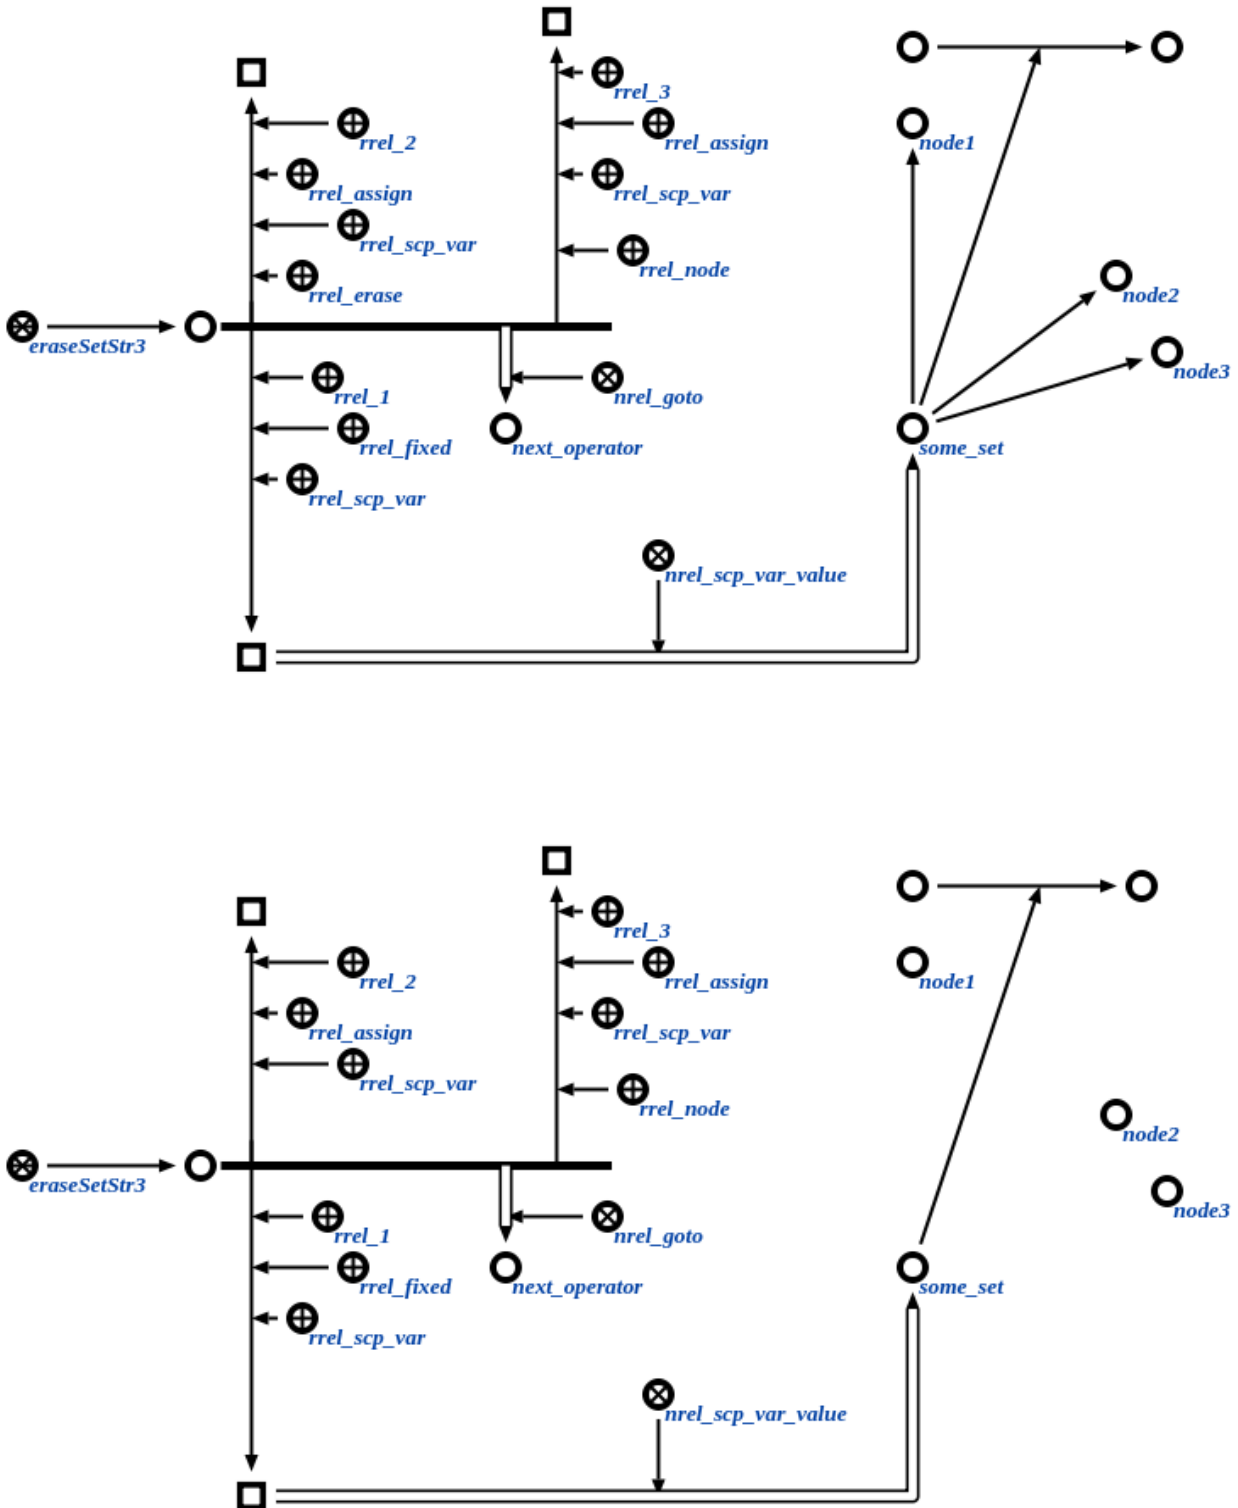 rrel_3
rrel_2
rrel_assign
node1
rrel_assign
rrel_scp_var
rrel_scp_var
rrel_node
rrel_erase
node2
eraseSetStr3
node3
rrel_1
nrel_goto
rrel_fixed
next_operator
some_set
rrel_scp_var
nrel_scp_var_value
rrel_3
rrel_2
rrel_assign
node1
rrel_assign
rrel_scp_var
rrel_scp_var
rrel_node
node2
eraseSetStr3
node3
rrel_1
nrel_goto
rrel_fixed
next_operator
some_set
rrel_scp_var
nrel_scp_var_value